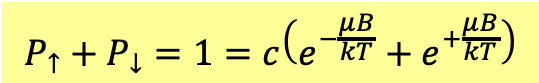 P↑ + P↓ = 1 = c(e^{-μB/kT} + e^{+μB/kT})